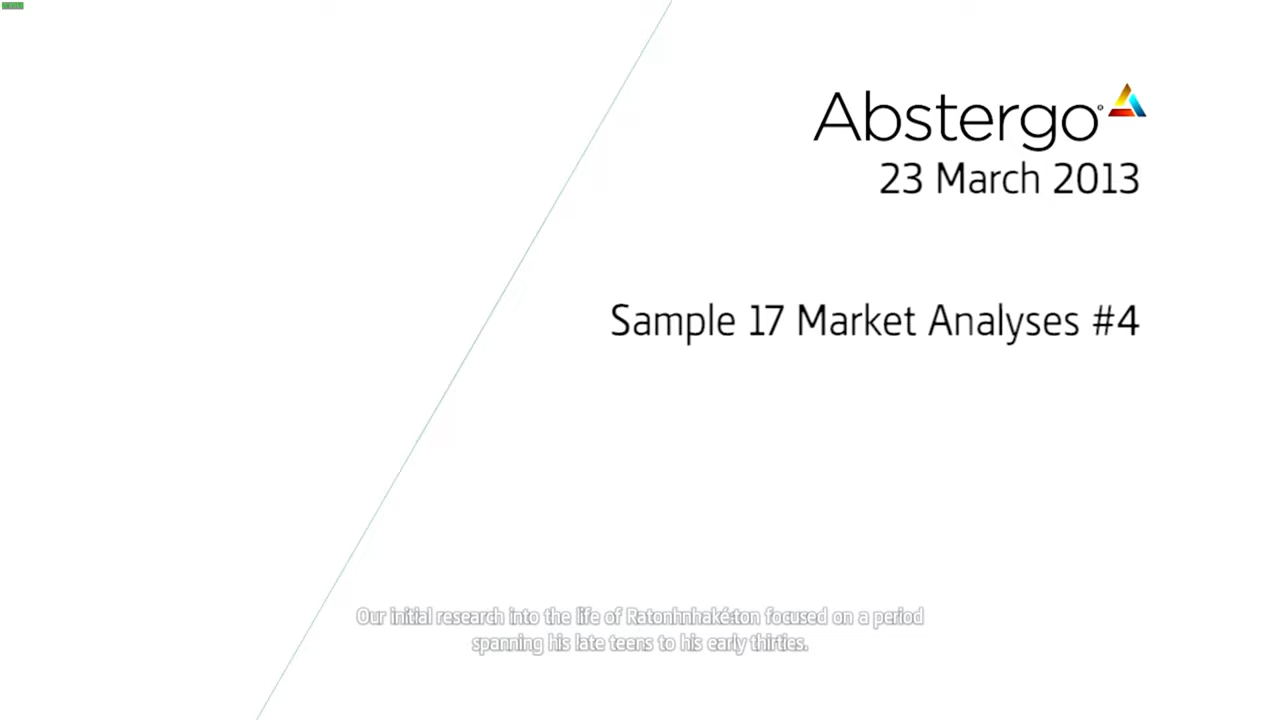 Abstergo
23 March 2013
Sample 17 Market Analyses #4
Our initial research into the life of Ratonhnhaké:ton focused on a period
spanning his late teens to his early thirties.